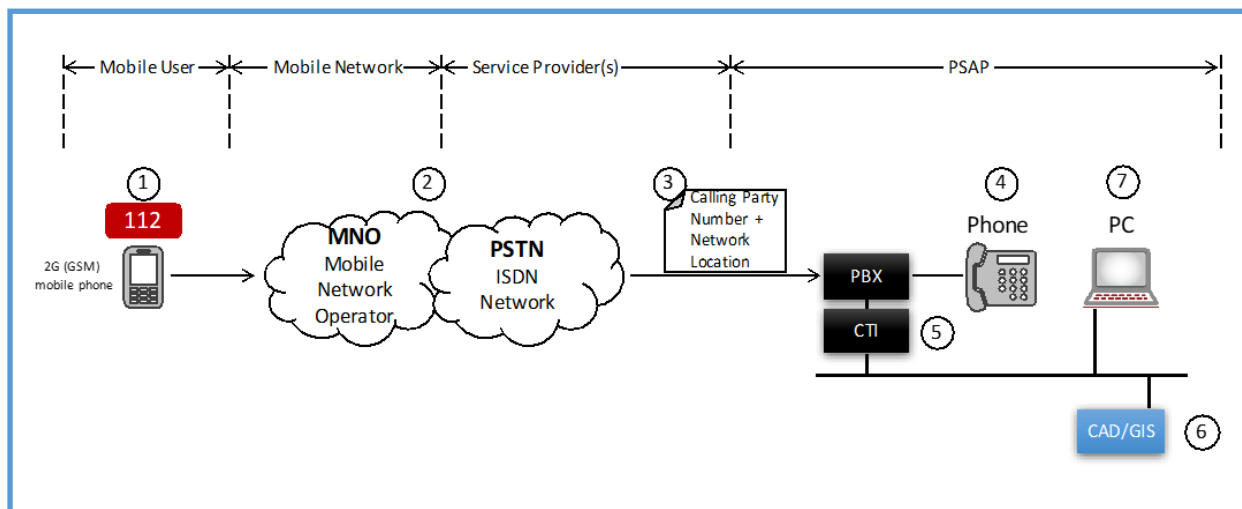 Mobile User
Mobile Network
Service Provider(s)
PSAP
1
2
3
4
7
112
2G (GSM)
mobile phone
MNO
Mobile
Network
Operator
PSTN
ISDN
Network
Calling Party
Number +
Network
Location
Phone
PC
PBX
CTI
5
CAD/GIS
6